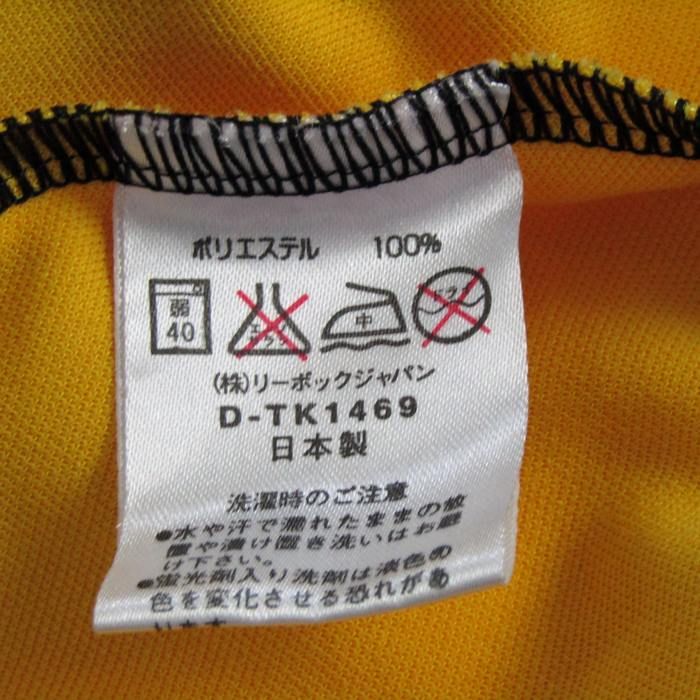 ポリエステル 100%
弱 40 エンソ 中 ドライ
(株)リーボックジャパン
D-TK1469
日本製
洗濯時のご注意
●水や汗で濡れたままの放
置や漬け置き洗いはお避
け下さい。
●蛍光剤入り洗剤は淡色の
色を変化させる恐れがあ
ります